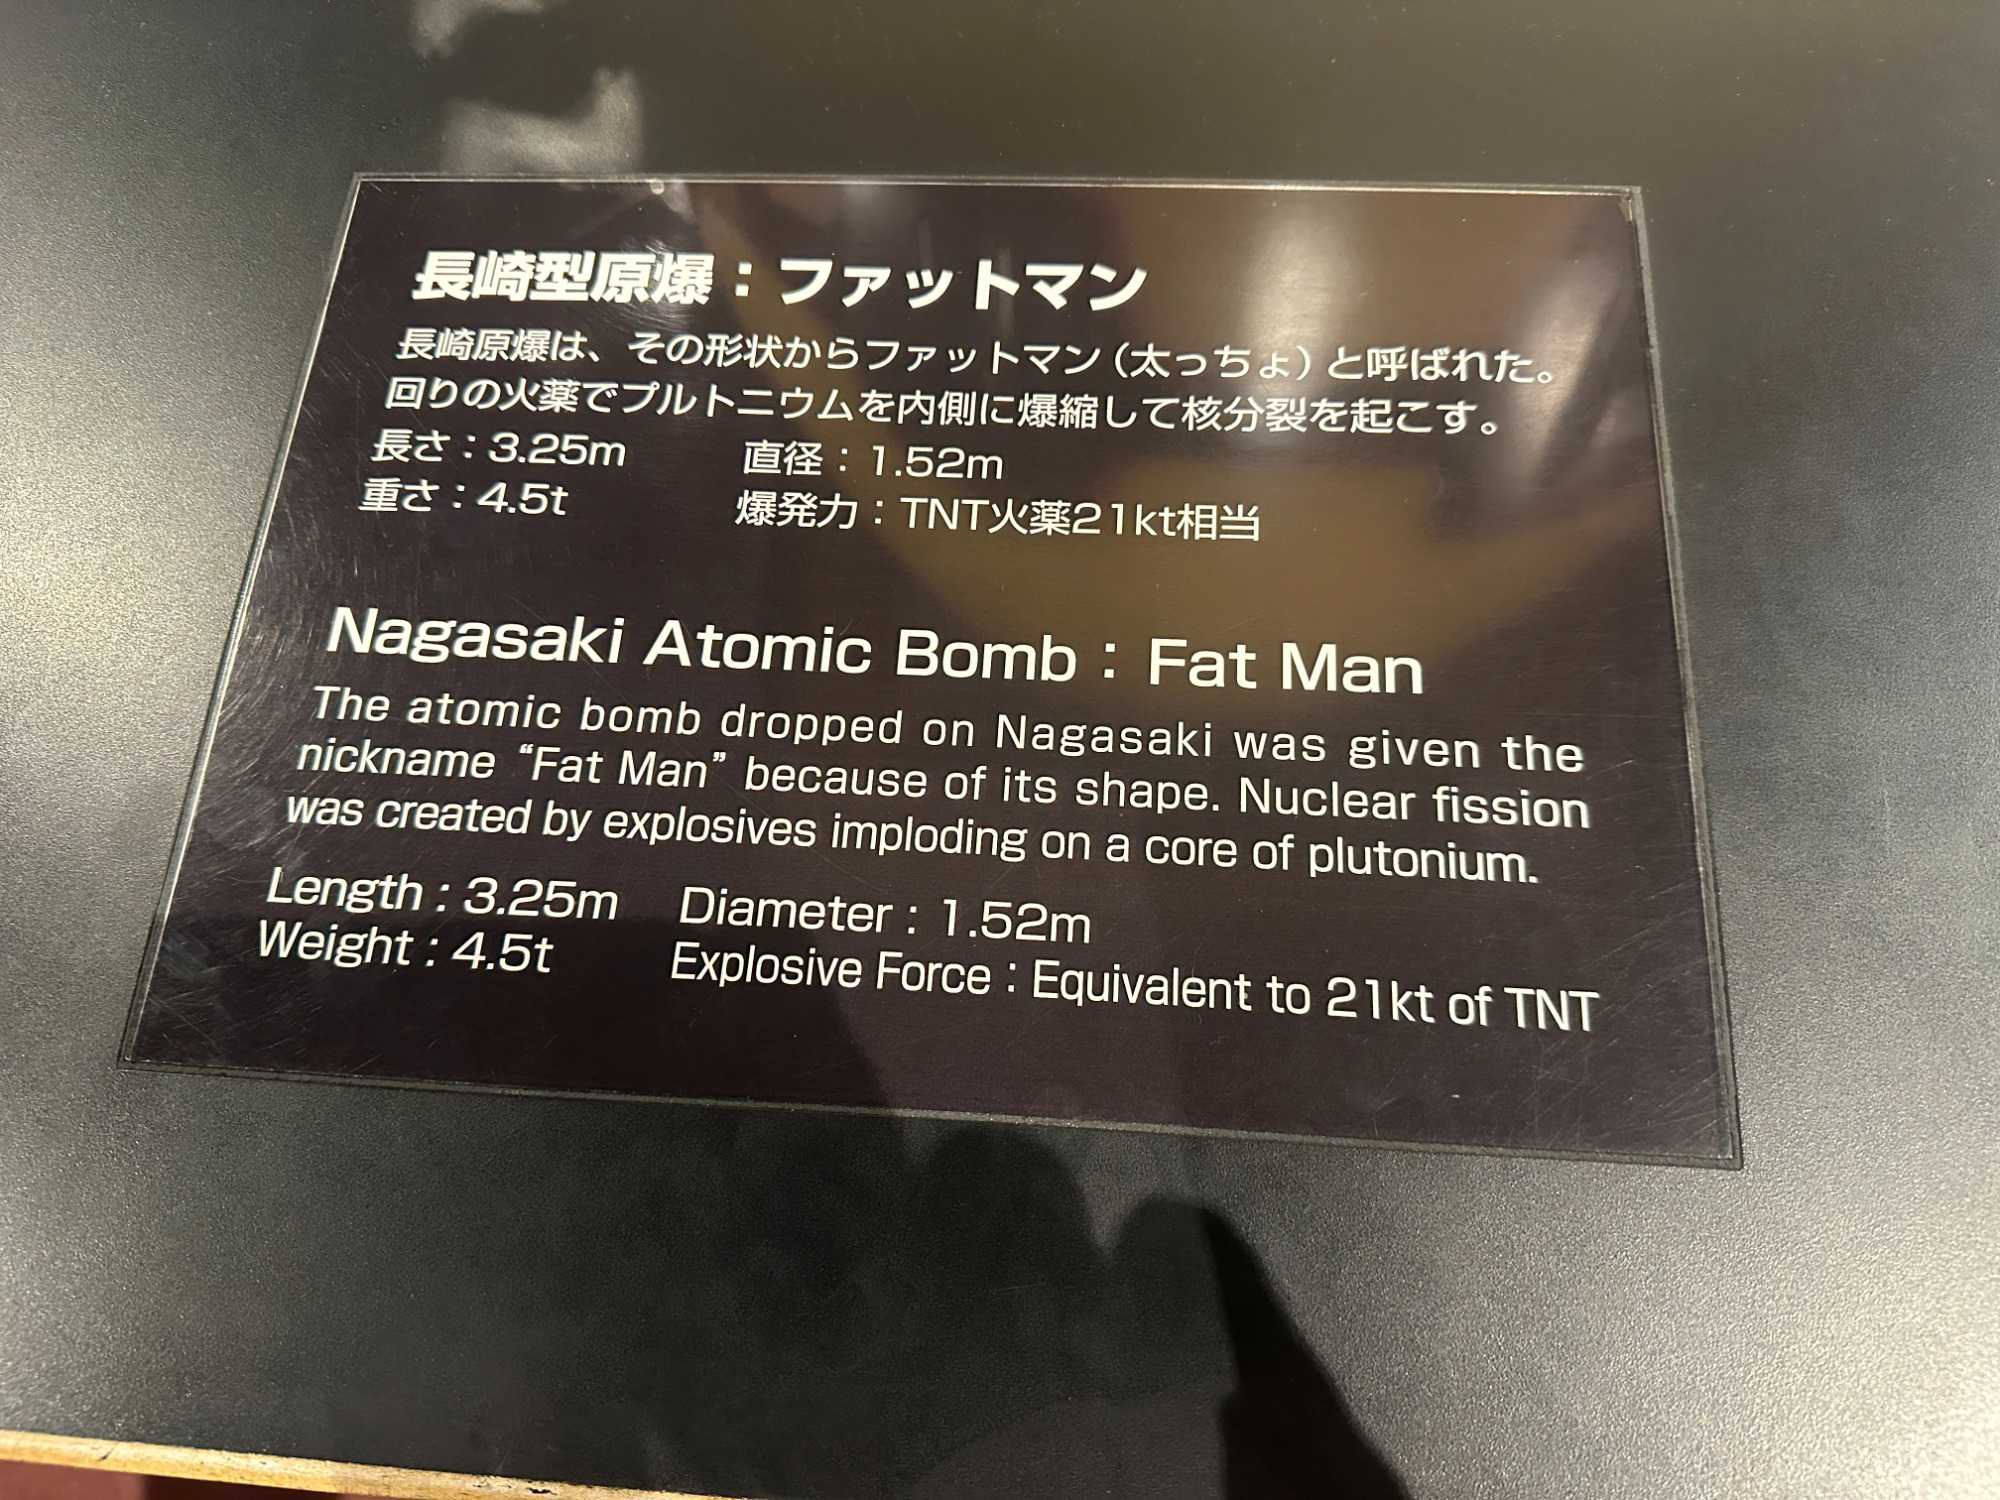 長崎型原爆：ファットマン
長崎原爆は、その形状からファットマン（太っちょ）と呼ばれた。
回りの火薬でプルトニウムを内側に爆縮して核分裂を起こす。
長さ：3.25m　直径：1.52m
重さ：4.5t　爆発力：TNT火薬21kt相当
Nagasaki Atomic Bomb : Fat Man
The atomic bomb dropped on Nagasaki was given the
nickname “Fat Man” because of its shape. Nuclear fission
was created by explosives imploding on a core of plutonium.
Length : 3.25m　Diameter : 1.52m
Weight : 4.5t　Explosive Force : Equivalent to 21kt of TNT